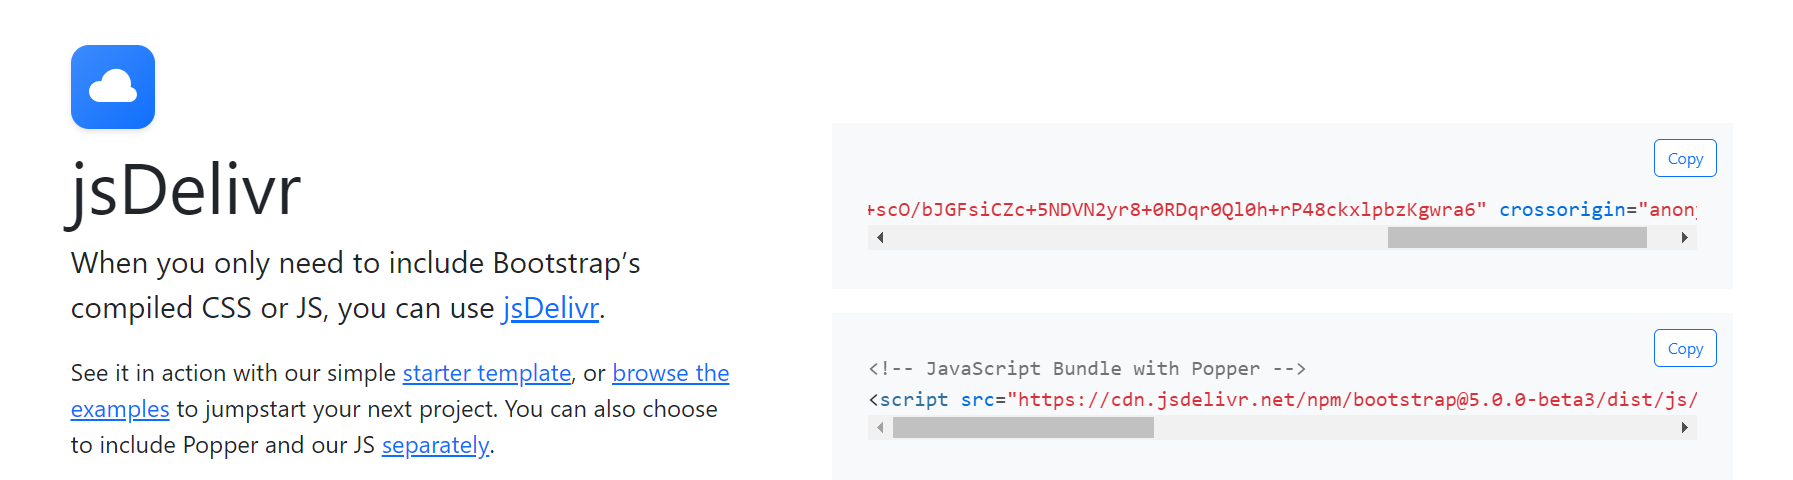 jsDelivr
When you only need to include Bootstrap’s
compiled CSS or JS, you can use jsDelivr.
See it in action with our simple starter template, or browse the
examples to jumpstart your next project. You can also choose
to include Popper and our JS separately.
Copy
+scO/bJGFsiCZc+5NDVN2yr8+0RDqr0Ql0h+rP48ckxlpbzKgwra6" crossorigin="anon
Copy
<!-- JavaScript Bundle with Popper -->
<script src="https://cdn.jsdelivr.net/npm/bootstrap@5.0.0-beta3/dist/js/